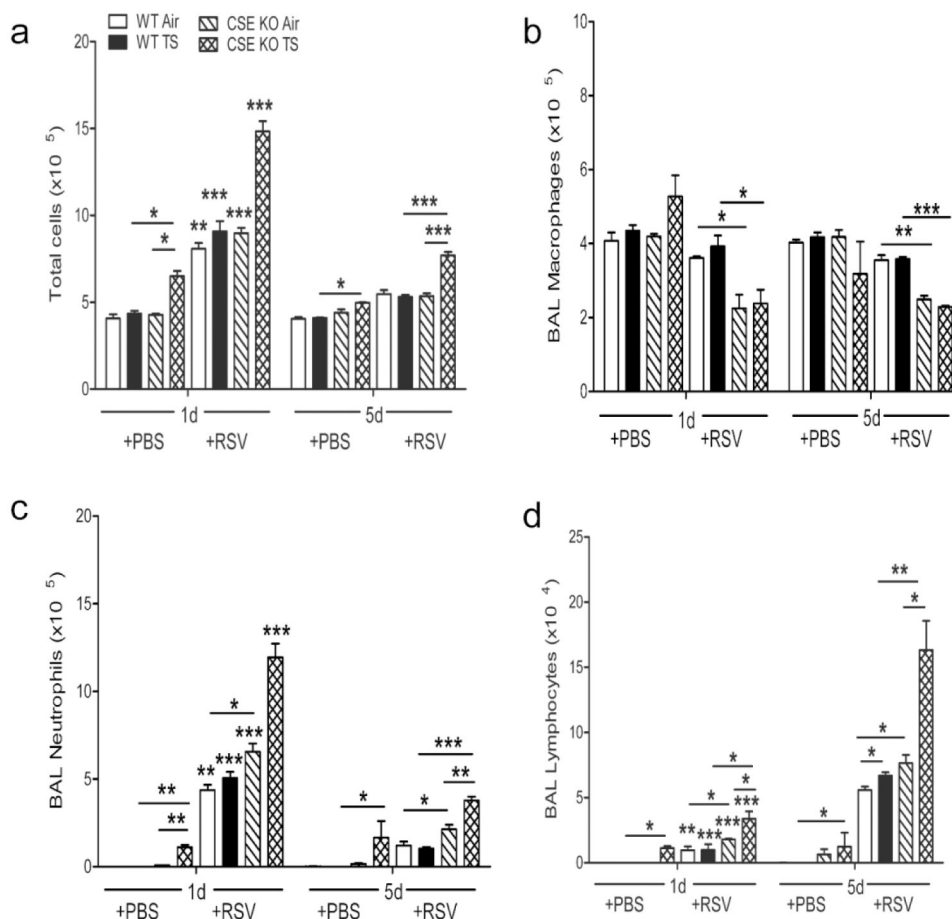 a
WT Air
CSE KO Air
WT TS
CSE KO TS
Total cells (x10 5)
20
15
10
5
0
*
*
**
***
***
***
*
***
***
1d
5d
+PBS
+RSV
+PBS
+RSV
b
BAL Macrophages (x10 5)
10
8
6
4
2
0
*
*
***
**
1d
5d
+PBS
+RSV
+PBS
+RSV
c
BAL Neutrophils (x10 5)
20
15
10
5
0
**
**
**
***
*
***
***
*
*
***
**
1d
5d
+PBS
+RSV
+PBS
+RSV
d
BAL Lymphocytes (x10 4)
25
20
15
10
5
0
*
**
***
*
***
*
*
***
*
*
*
**
*
1d
5d
+PBS
+RSV
+PBS
+RSV